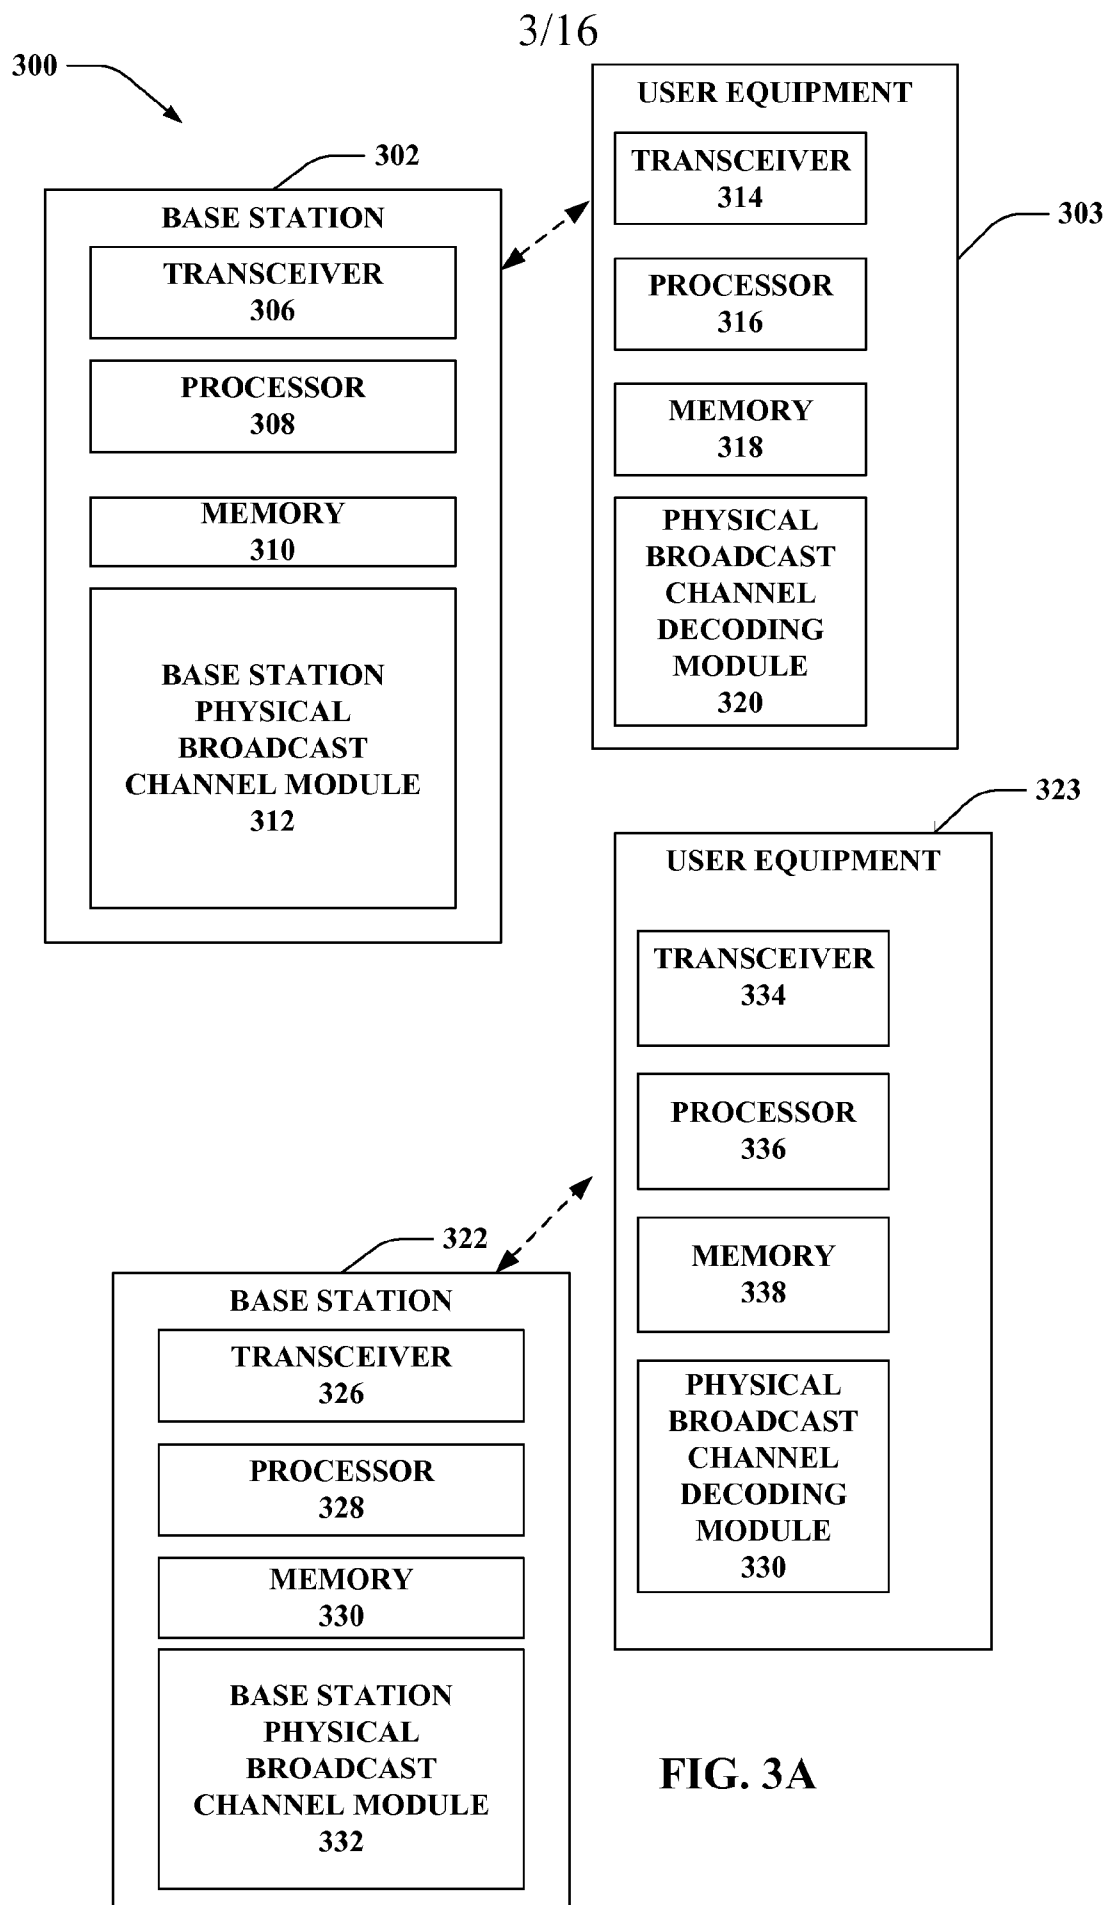 3/16
300
302
BASE STATION
TRANSCEIVER
306
PROCESSOR
308
MEMORY
310
BASE STATION
PHYSICAL
BROADCAST
CHANNEL MODULE
312
USER EQUIPMENT
303
TRANSCEIVER
314
PROCESSOR
316
MEMORY
318
PHYSICAL
BROADCAST
CHANNEL
DECODING
MODULE
320
323
USER EQUIPMENT
TRANSCEIVER
334
PROCESSOR
336
MEMORY
338
PHYSICAL
BROADCAST
CHANNEL
DECODING
MODULE
330
322
BASE STATION
TRANSCEIVER
326
PROCESSOR
328
MEMORY
330
BASE STATION
PHYSICAL
BROADCAST
CHANNEL MODULE
332
FIG. 3A